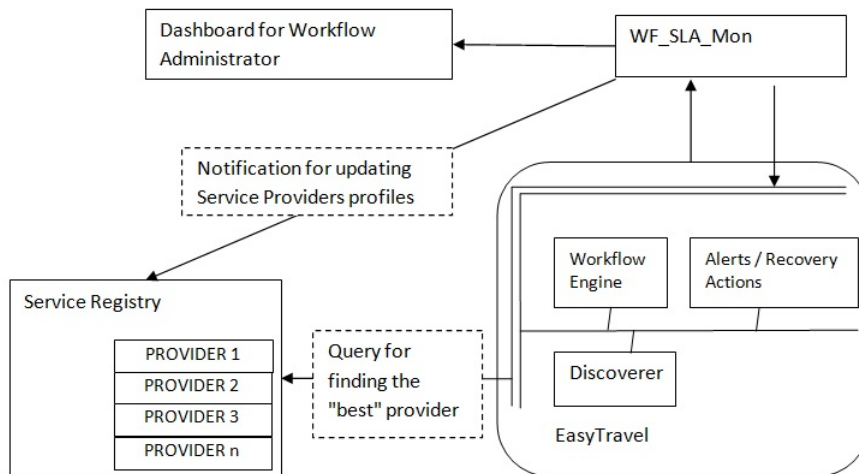 Dashboard for Workflow
Administrator
WF_SLA_Mon
Notification for updating
Service Providers profiles
Workflow
Engine
Alerts / Recovery
Actions
Service Registry
PROVIDER 1
PROVIDER 2
PROVIDER 3
PROVIDER n
Query for
finding the
"best" provider
Discoverer
EasyTravel